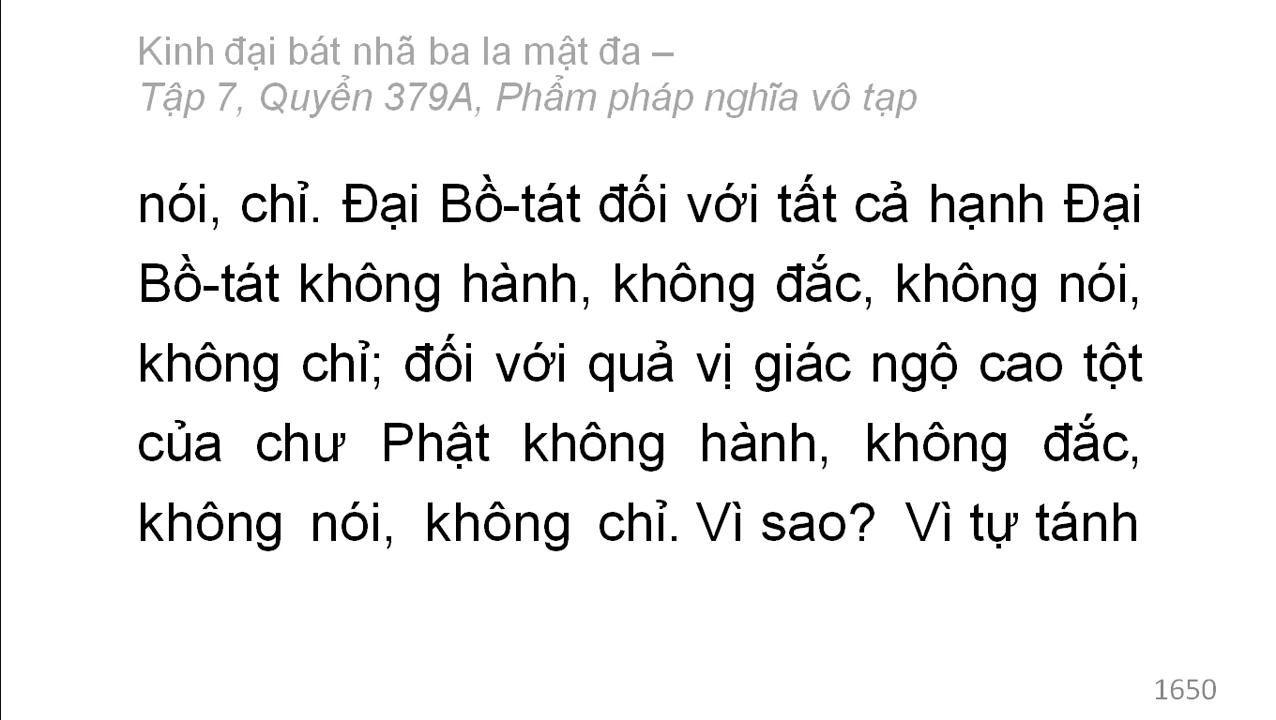 Kinh đại bát nhã ba la mật đa –
Tập 7, Quyển 379A, Phẩm pháp nghĩa vô tạp
nói, chỉ. Đại Bồ-tát đối với tất cả hạnh Đại
Bồ-tát không hành, không đắc, không nói,
không chỉ; đối với quả vị giác ngộ cao tột
của chư Phật không hành, không đắc,
không nói, không chỉ. Vì sao? Vì tự tánh
1650